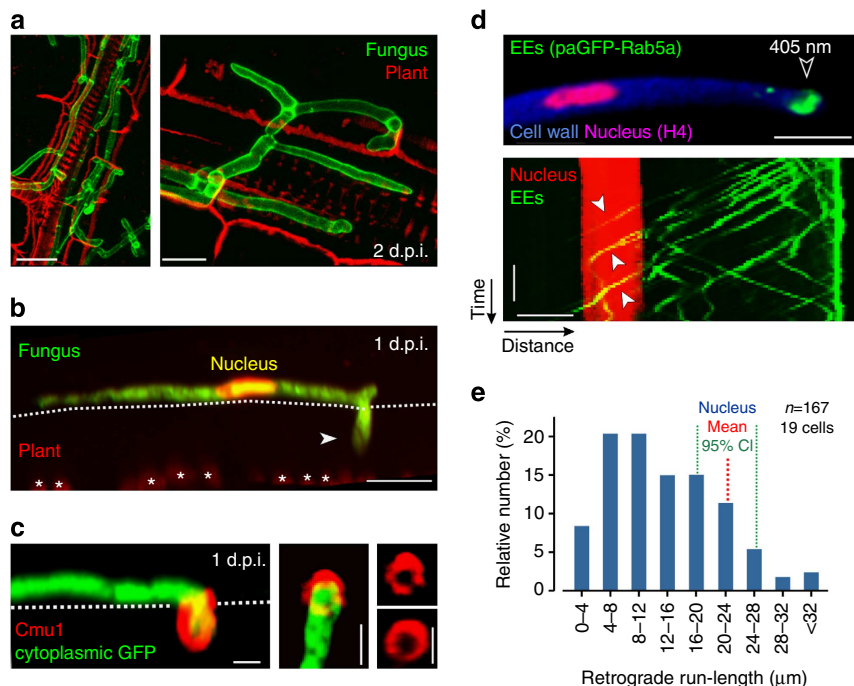 a
Fungus
Plant
2 d.p.i.
b
Fungus
1 d.p.i.
Nucleus
Plant
* * * * * * * *
c
1 d.p.i.
Cmu1
cytoplasmic GFP
d
EEs (paGFP-Rab5a)
405 nm
Cell wall Nucleus (H4)
Nucleus
EEs
Time
Distance
e
Nucleus
Mean
95% CI
n=167
19 cells
Relative number (%)
20
15
10
5
0
0–4
4–8
8–12
12–16
16–20
20–24
24–28
28–32
<32
Retrograde run-length (μm)